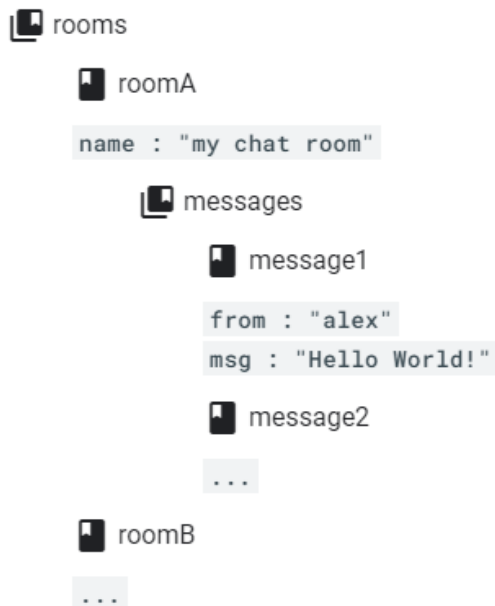 rooms
roomA
name : "my chat room"
messages
message1
from : "alex"
msg : "Hello World!"
message2
...
roomB
...